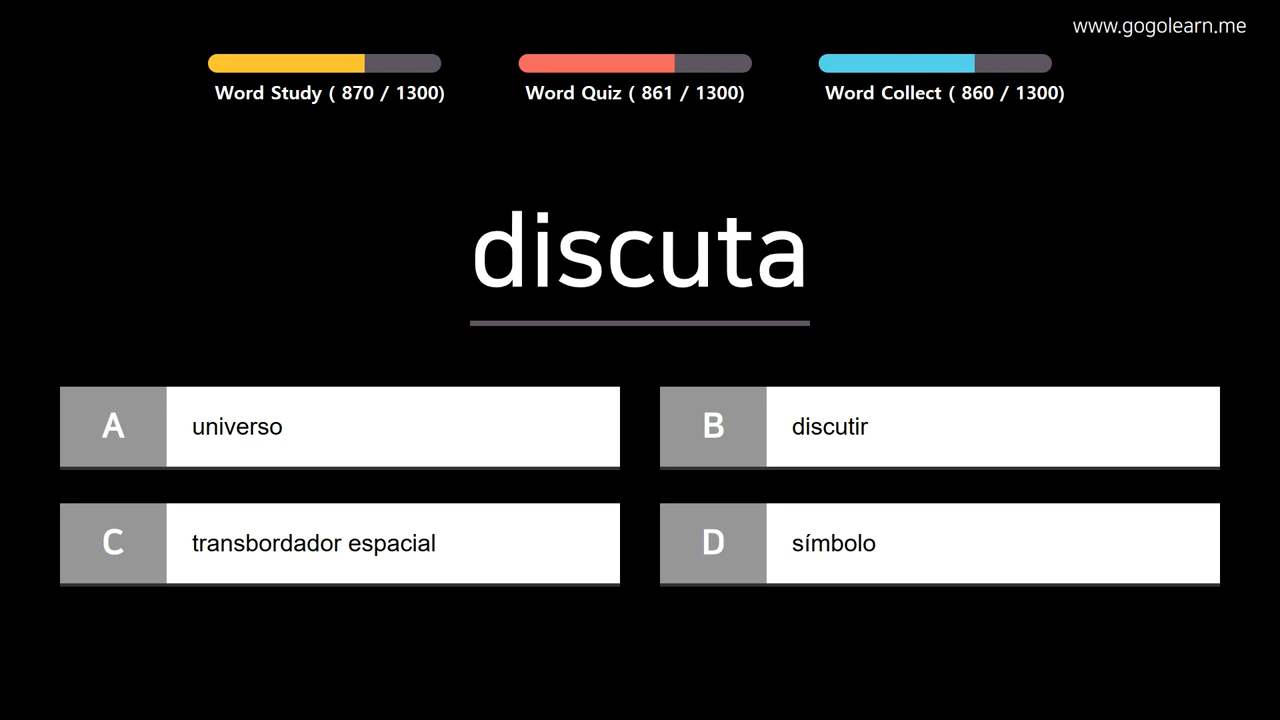 www.gogolearn.me
Word Study ( 870 / 1300)
Word Quiz ( 861 / 1300)
Word Collect ( 860 / 1300)
discuta
A universo
B discutir
C transbordador espacial
D símbolo